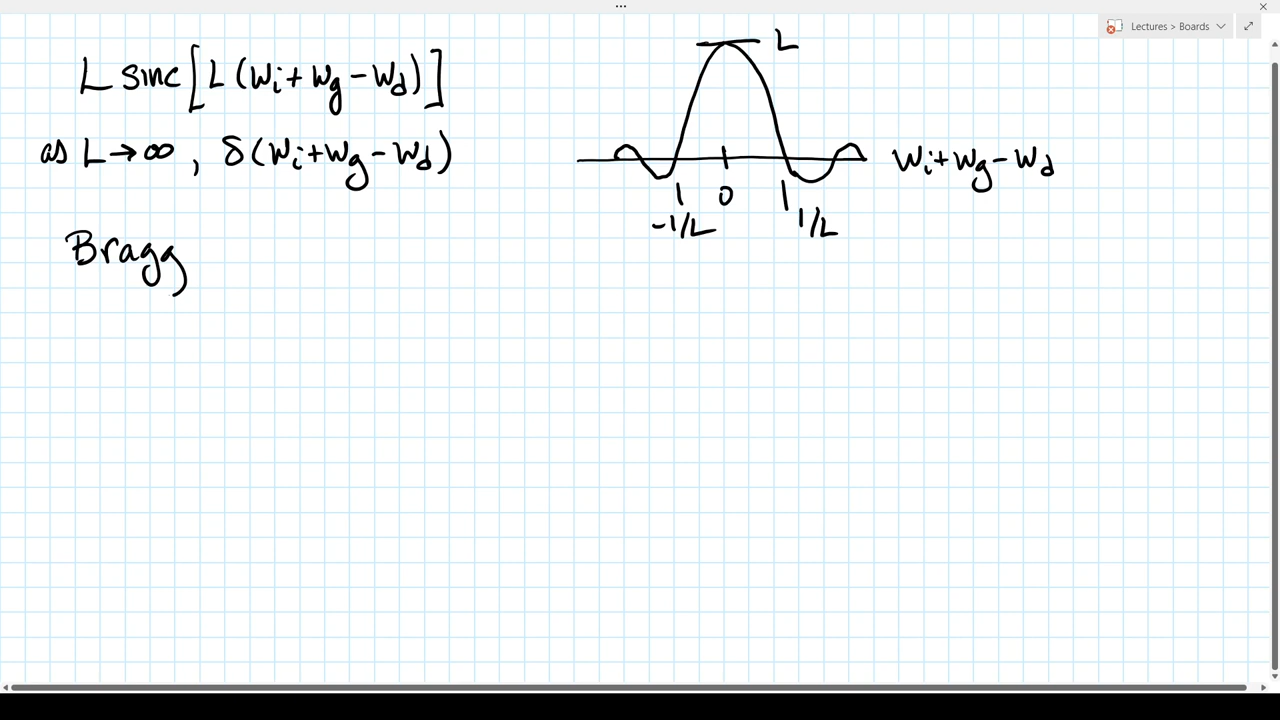 Lectures > Boards
L sinc[L(Wi+Wg-Wd)]
as L→∞, δ(Wi+Wg-Wd)
Bragg
L
Wi+Wg-Wd
0
-1/L
1/L